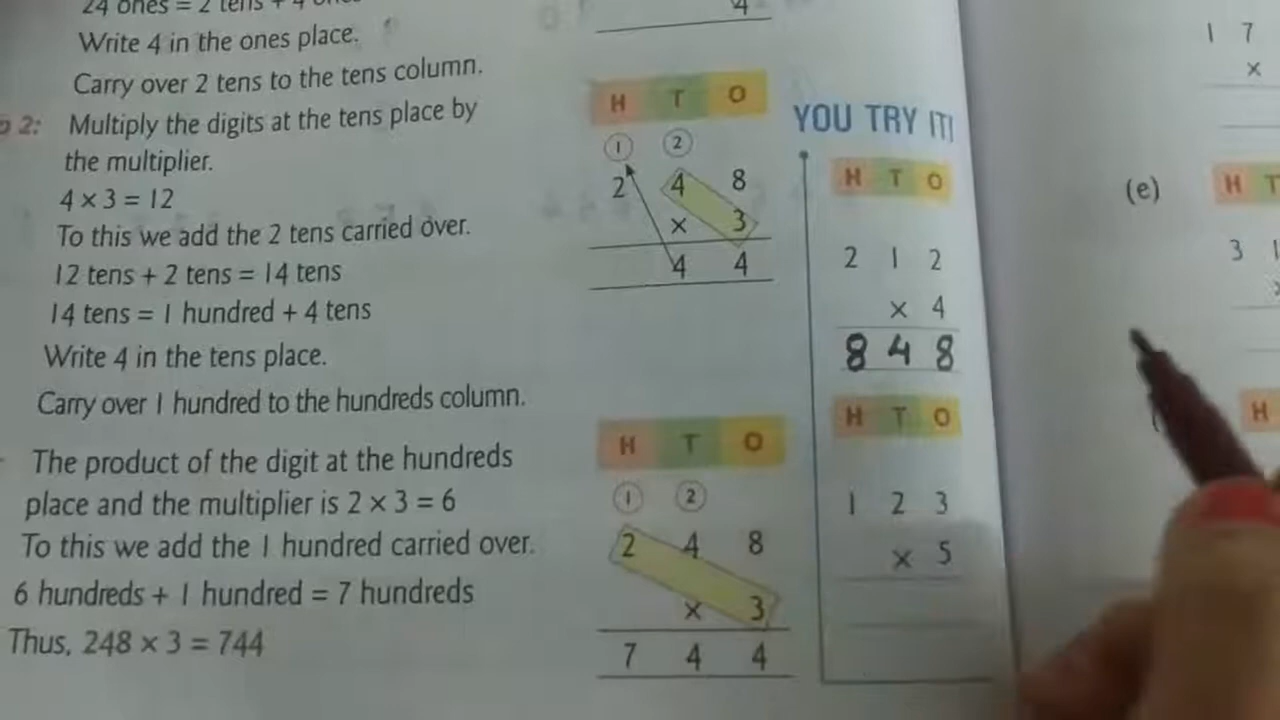 24 ones = 2 tens + 4
Write 4 in the ones place.
Carry over 2 tens to the tens column.
2: Multiply the digits at the tens place by
the multiplier.
4 × 3 = 12
To this we add the 2 tens carried over.
12 tens + 2 tens = 14 tens
14 tens = 1 hundred + 4 tens
Write 4 in the tens place.
Carry over 1 hundred to the hundreds column.
The product of the digit at the hundreds
place and the multiplier is 2 × 3 = 6
To this we add the 1 hundred carried over.
6 hundreds + 1 hundred = 7 hundreds
Thus, 248 × 3 = 744
4
H T O
1 2
2 4 8
× 3
4 4
H T O
1 2
2 4 8
× 3
7 4 4
YOU TRY IT!
H T O
2 1 2
× 4
8 4 8
H T O
1 2 3
× 5
1 7
×
(e) H T
3 1
×
H